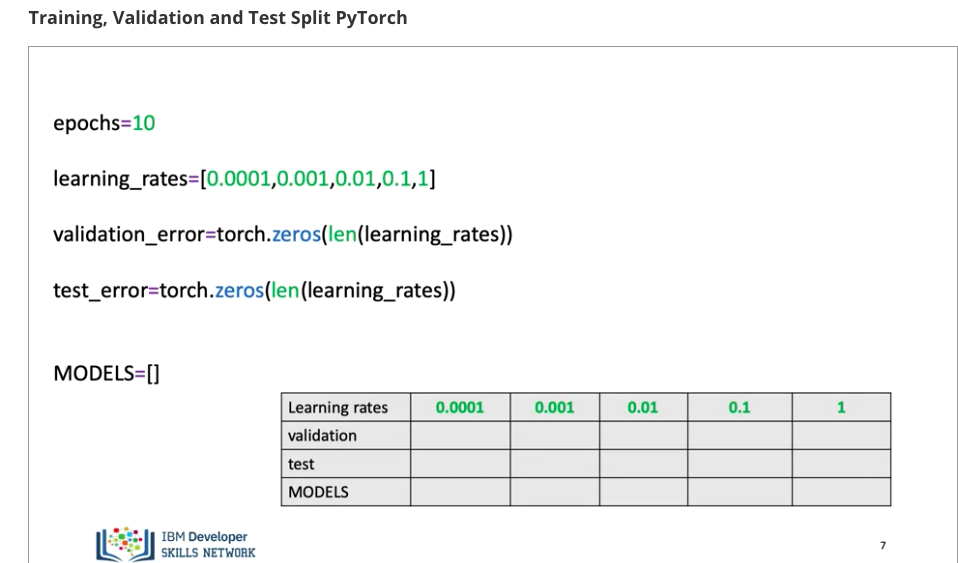 Training, Validation and Test Split PyTorch
epochs=10
learning_rates=[0.0001,0.001,0.01,0.1,1]
validation_error=torch.zeros(len(learning_rates))
test_error=torch.zeros(len(learning_rates))
MODELS=[]
Learning rates 0.0001 0.001 0.01 0.1 1
validation
test
MODELS
IBM Developer
SKILLS NETWORK
7